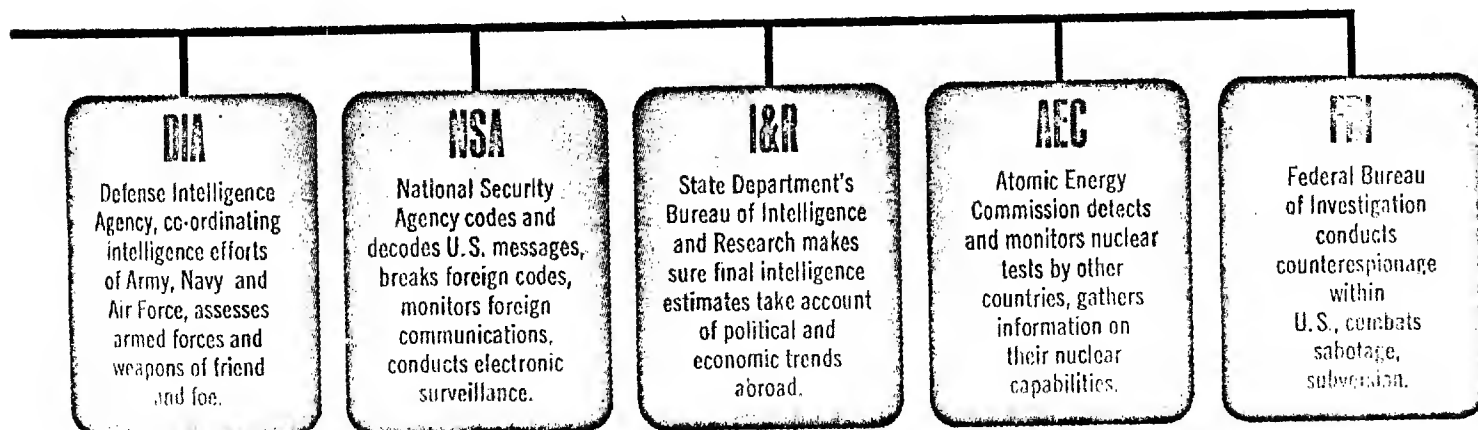 DIA
Defense Intelligence
Agency, co-ordinating
intelligence efforts
of Army, Navy and
Air Force, assesses
armed forces and
weapons of friend
and foe.
NSA
National Security
Agency codes and
decodes U.S. messages,
breaks foreign codes,
monitors foreign
communications,
conducts electronic
surveillance.
I&R
State Department's
Bureau of Intelligence
and Research makes
sure final intelligence
estimates take account
of political and
economic trends
abroad.
AEC
Atomic Energy
Commission detects
and monitors nuclear
tests by other
countries, gathers
information on
their nuclear
capabilities.
FBI
Federal Bureau
of Investigation
conducts
counterespionage
within
U.S., combats
sabotage,
subversion.